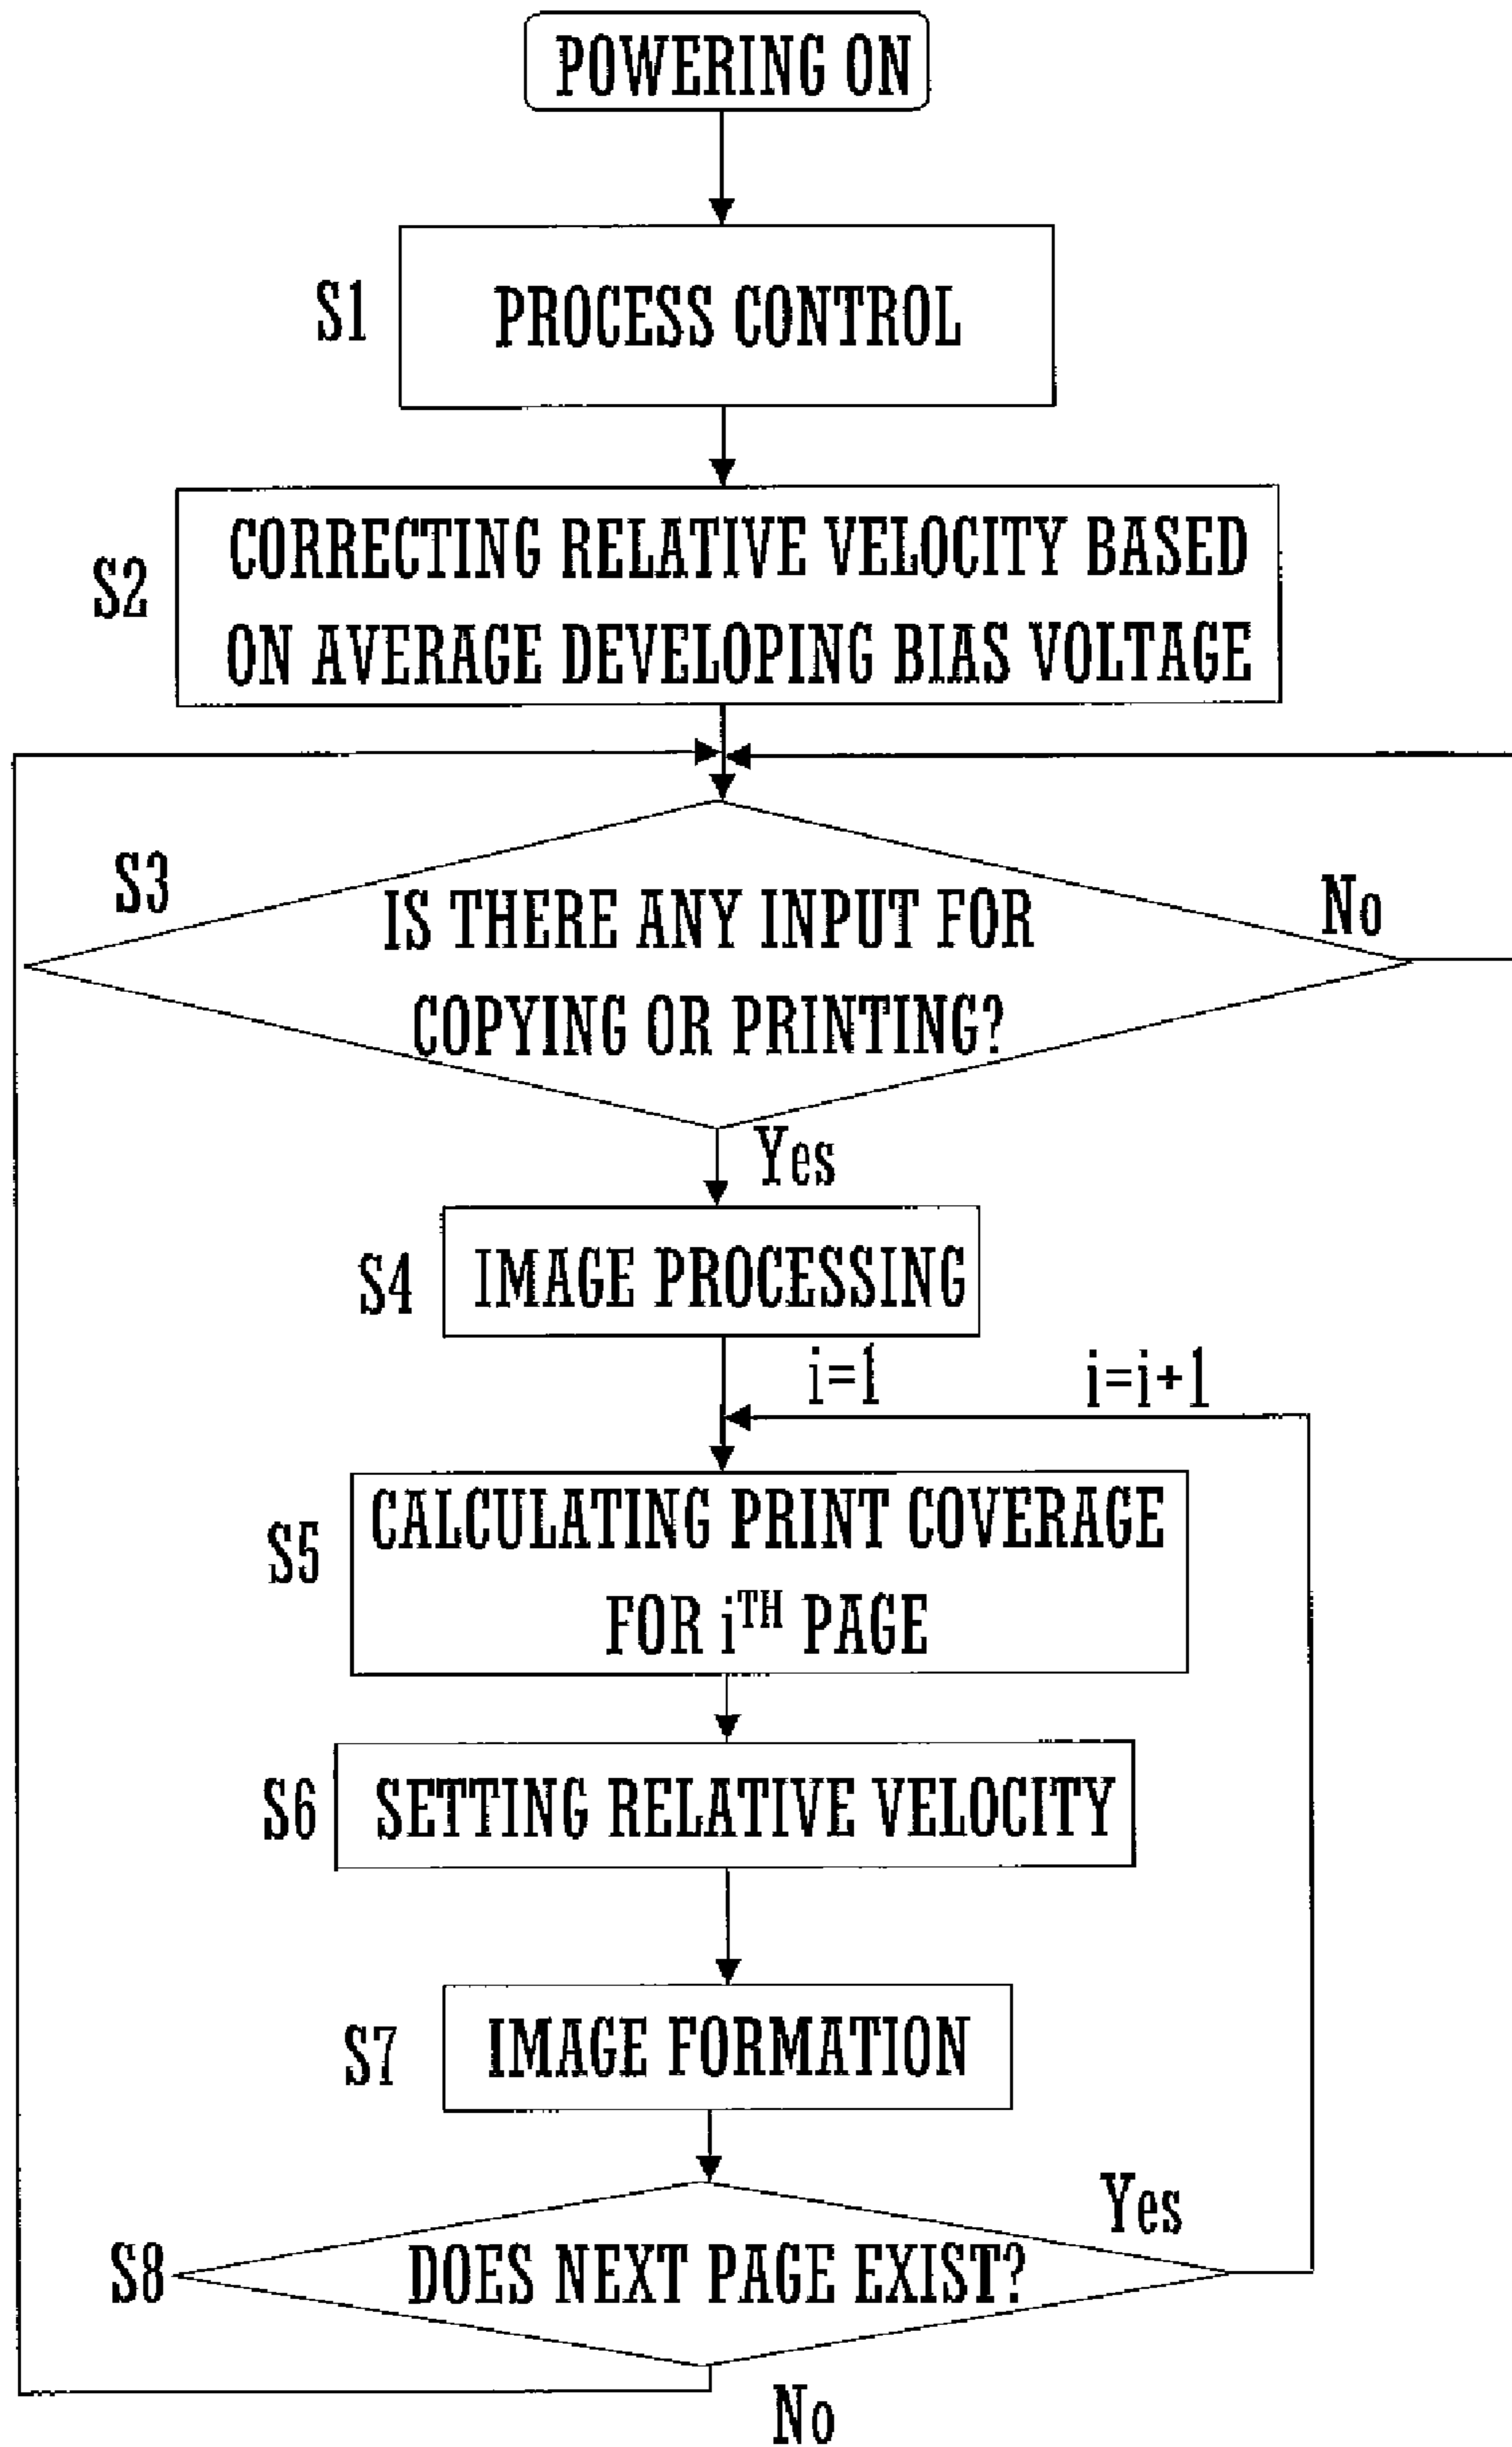 POWERING ON
S1
PROCESS CONTROL
S2
CORRECTING RELATIVE VELOCITY BASED
ON AVERAGE DEVELOPING BIAS VOLTAGE
S3
IS THERE ANY INPUT FOR
COPYING OR PRINTING?
No
Yes
S4
IMAGE PROCESSING
i=1
i=i+1
S5
CALCULATING PRINT COVERAGE
FOR iTH PAGE
S6
SETTING RELATIVE VELOCITY
S7
IMAGE FORMATION
Yes
S8
DOES NEXT PAGE EXIST?
No